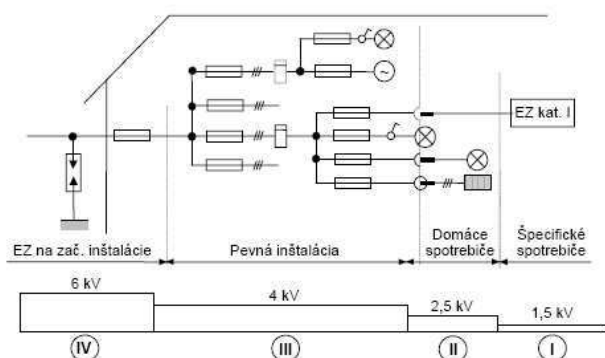 ~
EZ kat. I
EZ na zač. inštalácie
Pevná inštalácia
Domáce
spotrebiče
Špecifické
spotrebiče
6 kV
4 kV
2,5 kV
1,5 kV
IV
III
II
I